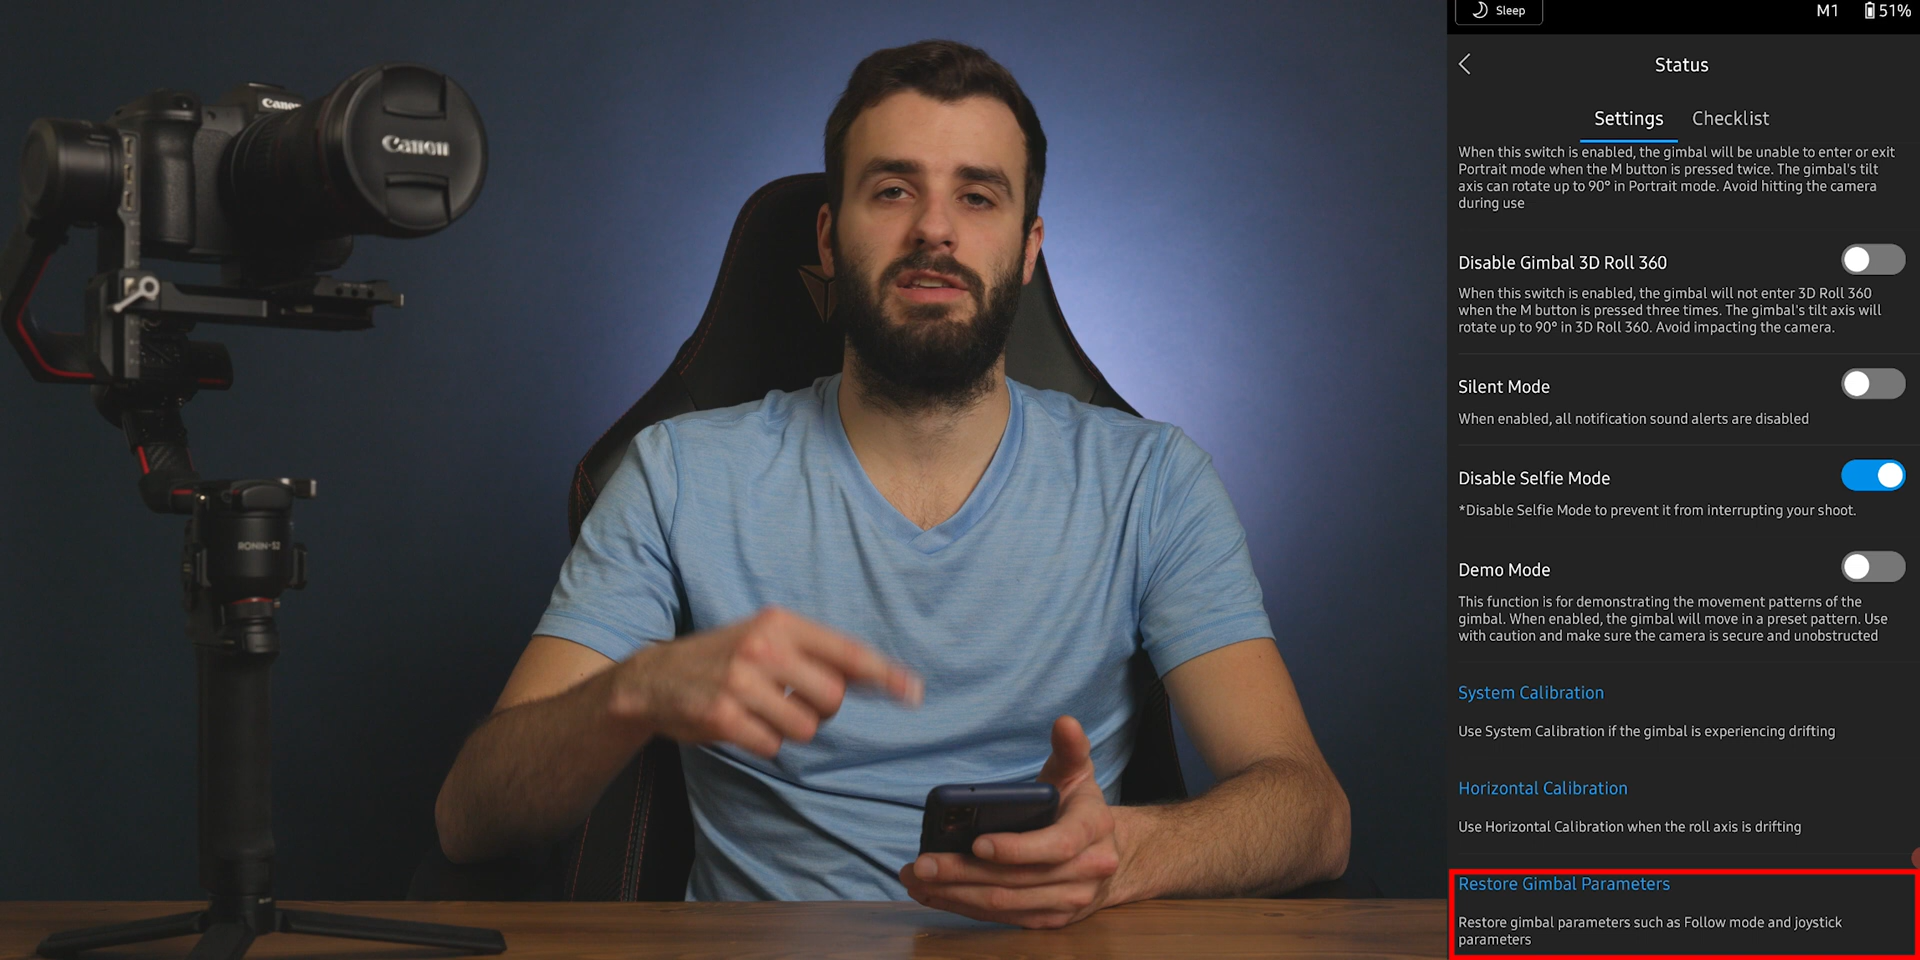 Canon
Canon
RONIN-S2
Sleep
M1
51%
Status
Settings
Checklist
When this switch is enabled, the gimbal will be unable to enter or exit
Portrait mode when the M button is pressed twice. The gimbal's tilt
axis can rotate up to 90° in Portrait mode. Avoid hitting the camera
during use
Disable Gimbal 3D Roll 360
When this switch is enabled, the gimbal will not enter 3D Roll 360
when the M button is pressed three times. The gimbal's tilt axis will
rotate up to 90° in 3D Roll 360. Avoid impacting the camera.
Silent Mode
When enabled, all notification sound alerts are disabled
Disable Selfie Mode
*Disable Selfie Mode to prevent it from interrupting your shoot.
Demo Mode
This function is for demonstrating the movement patterns of the
gimbal. When enabled, the gimbal will move in a preset pattern. Use
with caution and make sure the camera is secure and unobstructed
System Calibration
Use System Calibration if the gimbal is experiencing drifting
Horizontal Calibration
Use Horizontal Calibration when the roll axis is drifting
Restore Gimbal Parameters
Restore gimbal parameters such as Follow mode and joystick
parameters